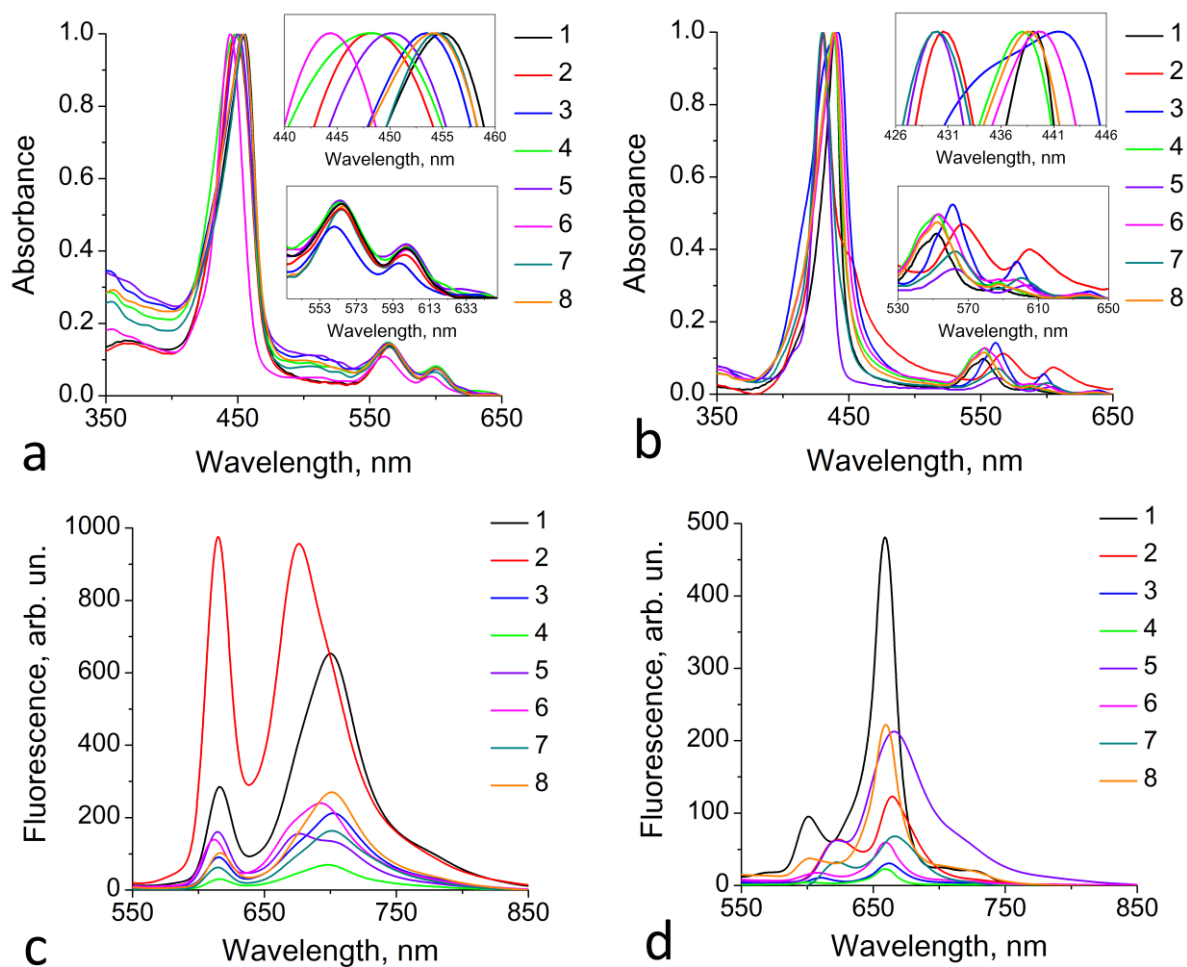 1.0
0.8
0.6
0.4
0.2
0.0
Absorbance
440 445 450 455 460
Wavelength, nm
553 573 593 613 633
Wavelength, nm
350 450 550 650
Wavelength, nm
1
2
3
4
5
6
7
8
a
1.0
0.8
0.6
0.4
0.2
0.0
Absorbance
426 431 436 441 446
Wavelength, nm
530 570 610 650
Wavelength, nm
350 450 550 650
Wavelength, nm
1
2
3
4
5
6
7
8
b
1000
800
600
400
200
0
Fluorescence, arb. un.
550 650 750 850
Wavelength, nm
1
2
3
4
5
6
7
8
c
500
400
300
200
100
0
Fluorescence, arb. un.
550 650 750 850
Wavelength, nm
1
2
3
4
5
6
7
8
d